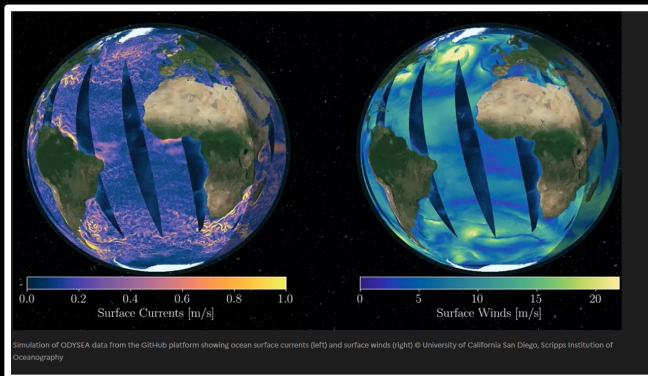 0.0 0.2 0.4 0.6 0.8 1.0
Surface Currents [m/s]
0 5 10 15 20
Surface Winds [m/s]
Simulation of ODYSEA data from the GitHub platform showing ocean surface currents (left) and surface winds (right) © University of California San Diego, Scripps Institution of
Oceanography